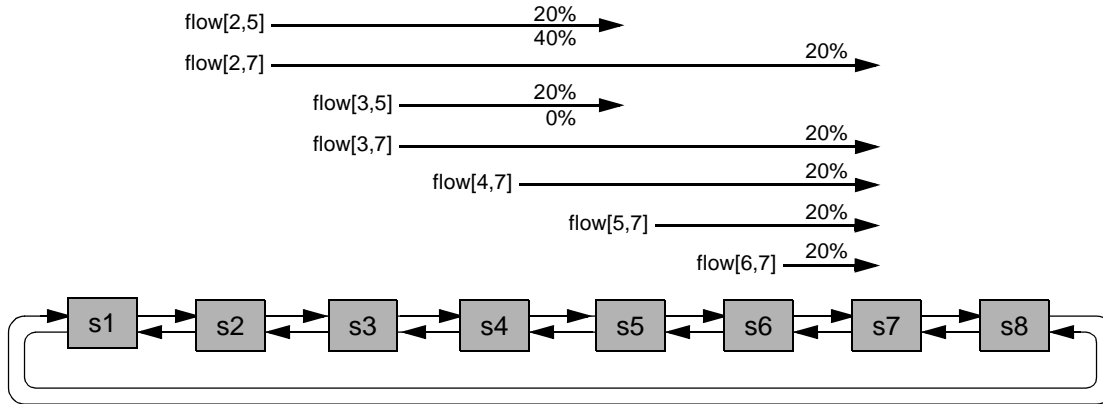 flow[2,5] 20%
40%
flow[2,7] 20%
flow[3,5] 20%
0%
flow[3,7] 20%
flow[4,7] 20%
flow[5,7] 20%
flow[6,7] 20%
s1 s2 s3 s4 s5 s6 s7 s8